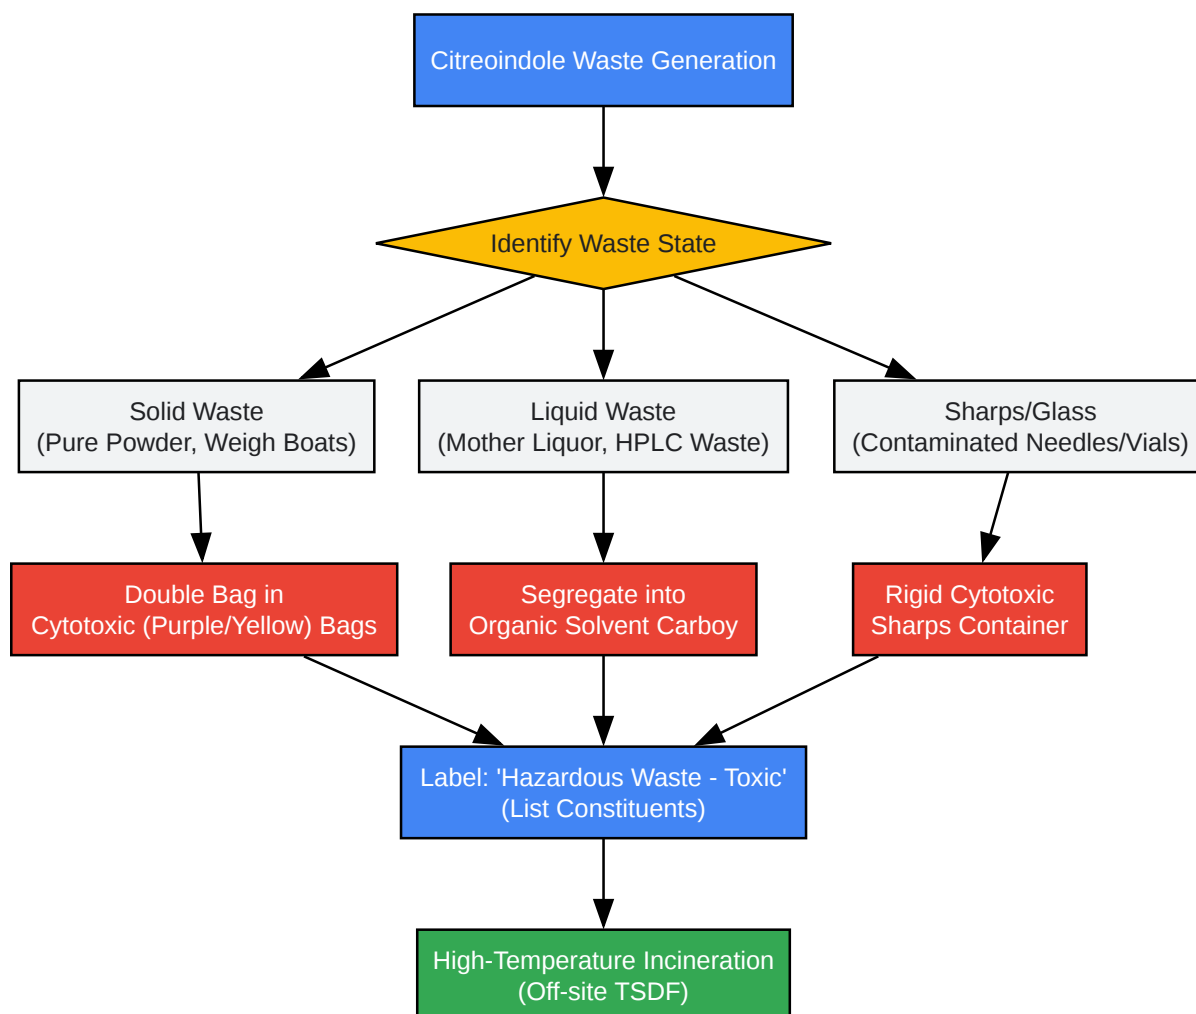 Citreoindole Waste Generation
Identify Waste State
Solid Waste
(Pure Powder, Weigh Boats)
Liquid Waste
(Mother Liquor, HPLC Waste)
Sharps/Glass
(Contaminated Needles/Vials)
Double Bag in
Cytotoxic (Purple/Yellow) Bags
Segregate into
Organic Solvent Carboy
Rigid Cytotoxic
Sharps Container
Label: 'Hazardous Waste - Toxic'
(List Constituents)
High-Temperature Incineration
(Off-site TSDF)